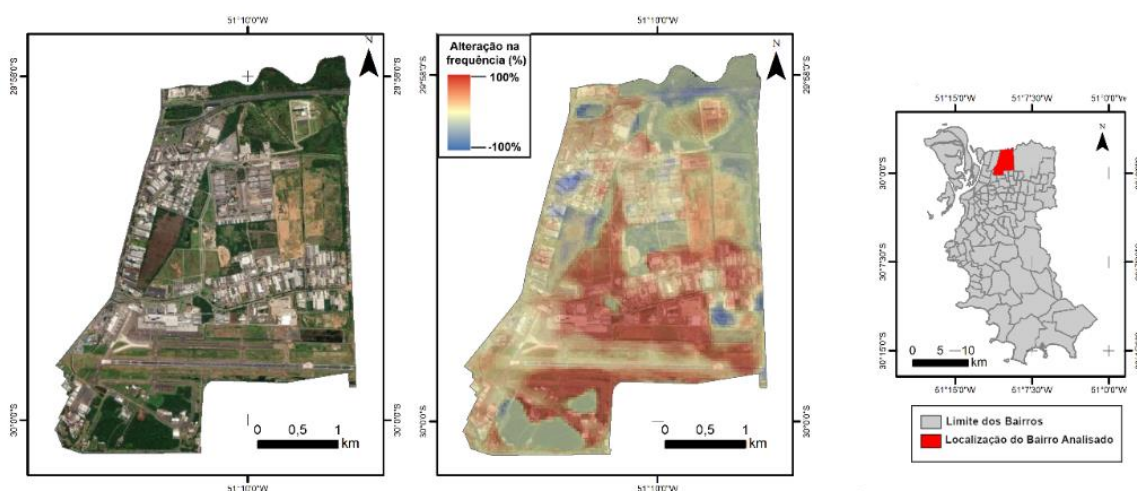 51°10'0"W
29°58'0"S
30°0'0"S
N
0 0,5 1
km
51°10'0"W
51°10'0"W
Alteração na
frequência (%)
100%
-100%
29°58'0"S
30°0'0"S
N
0 0,5 1
km
51°10'0"W
51°15'0"W 51°7'30"W 51°0'0"W
30°0'0"S
30°7'30"S
30°7'30"S
30°15'0"S
N
0 5 10
km
51°15'0"W 51°7'30"W 51°0'0"W
Limite dos Bairros
Localização do Bairro Analisado